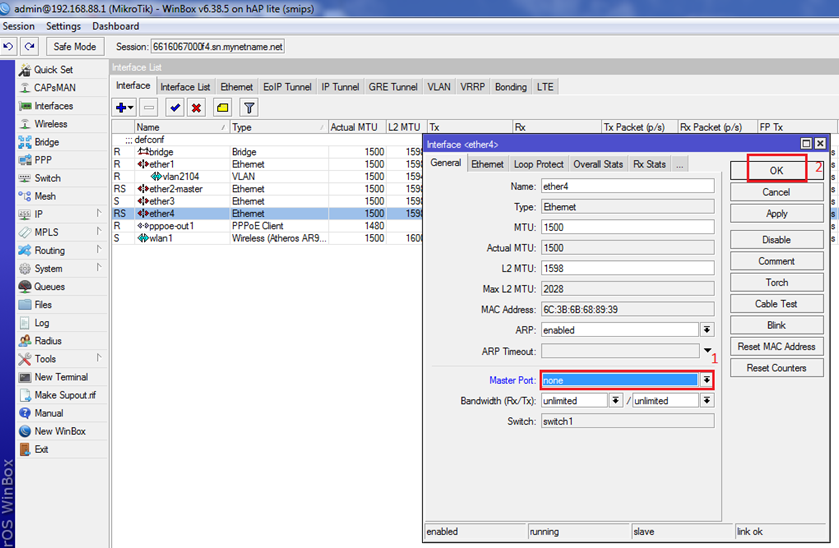 admin@192.168.88.1 (MikroTik) - WinBox v6.38.5 on hAP lite (smips)
Session Settings Dashboard
Safe Mode Session: 6616067000f4.sn.mynetname.net
Quick Set
CAPsMAN
Interfaces
Wireless
Bridge
PPP
Switch
Mesh
IP
MPLS
Routing
System
Queues
Files
Log
Radius
Tools
New Terminal
Make Supout.rif
Manual
New WinBox
Exit
rOS WinBox
Interface List
Interface Interface List Ethernet EoIP Tunnel IP Tunnel GRE Tunnel VLAN VRRP Bonding LTE
Name Type Actual MTU L2 MTU Tx Rx Tx Packet (p/s) Rx Packet (p/s) FP Tx
;;; defconf
R bridge Bridge 1500 1598
R ether1 Ethernet 1500 1598
R vlan2104 VLAN 1500 159
RS ether2-master Ethernet 1500 1598
S ether3 Ethernet 1500 1598
RS ether4 Ethernet 1500 1598
R pppoe-out1 PPPoE Client 1480
S wlan1 Wireless (Atheros AR9... 1500 1600
Interface <ether4>
General Ethernet Loop Protect Overall Stats Rx Stats ...
Name: ether4
Type: Ethernet
MTU: 1500
Actual MTU: 1500
L2 MTU: 1598
Max L2 MTU: 2028
MAC Address: 6C:3B:6B:68:89:39
ARP: enabled
ARP Timeout:
1
Master Port: none
Bandwidth (Rx/Tx): unlimited / unlimited
Switch: switch1
OK 2
Cancel
Apply
Disable
Comment
Torch
Cable Test
Blink
Reset MAC Address
Reset Counters
enabled running slave link ok